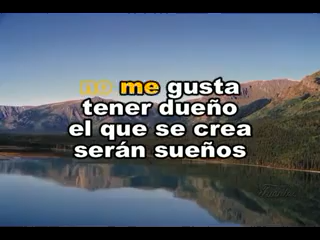 no me gusta
tener dueño
el que se crea
serán sueños